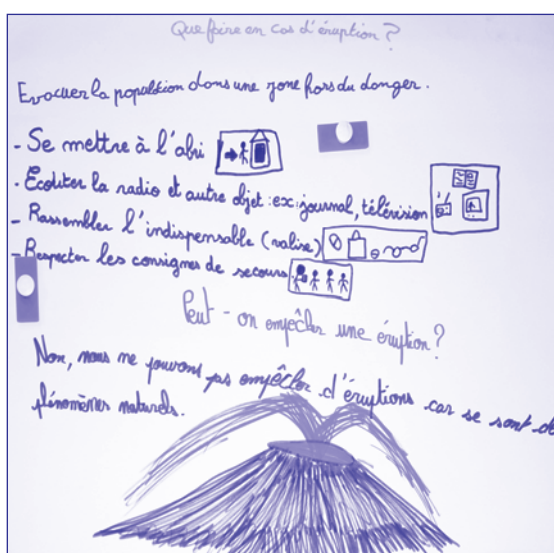 Que faire en cas d'éruption ?
Evacuer la population dans une zone hors du danger.
- Se mettre à l'abri
- Ecouter la radio et autre objet : ex : journal, télévision
- Rassembler l'indispensable (valise)
- Respecter les consignes de secours.
Peut-on empêcher une éruption ?
Non, nous ne pouvons pas empêcher d'éruptions car se sont
phénomènes naturels.